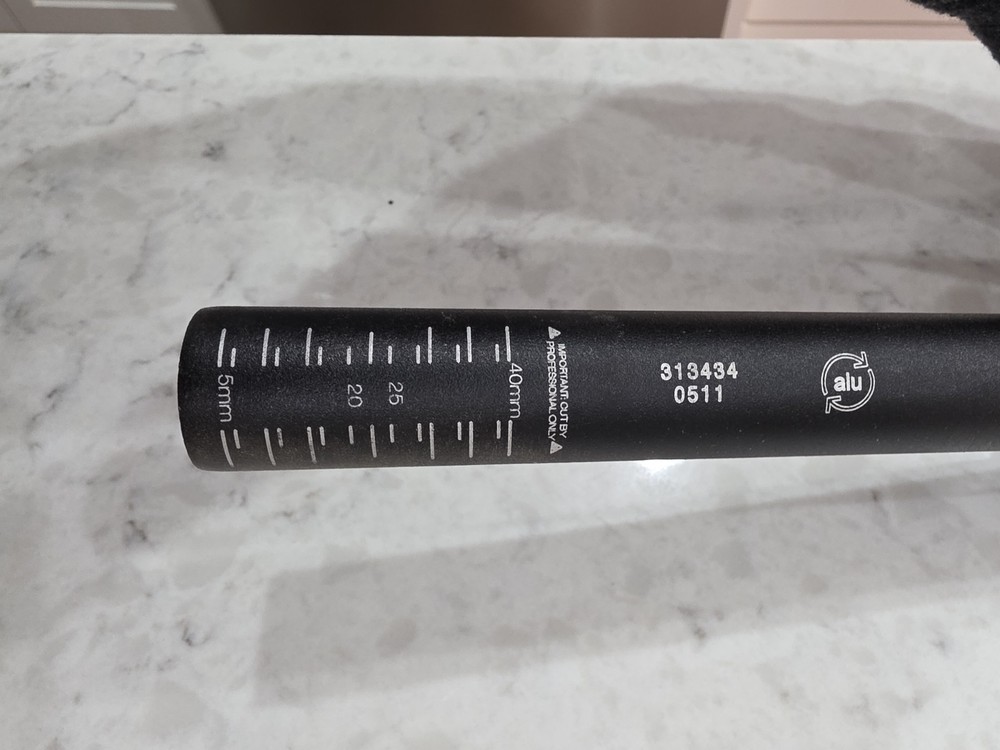 5mm
20
25
40mm
IMPORTANT: CUT BY
PROFESSIONAL ONLY
313434
0511
alu